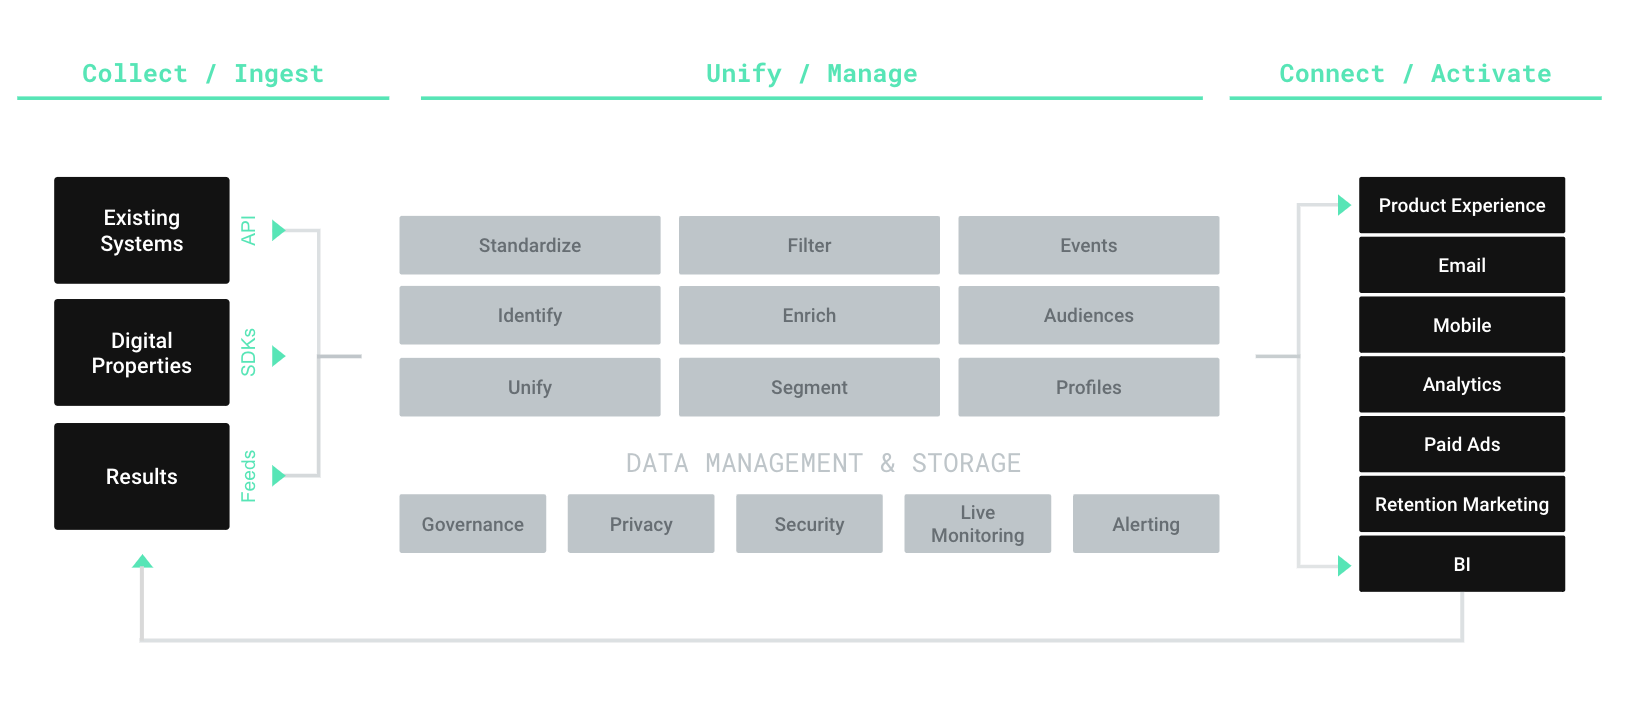 Collect / Ingest
Unify / Manage
Connect / Activate
Existing
Systems
API
Digital
Properties
SDKs
Results
Feeds
Standardize
Filter
Events
Identify
Enrich
Audiences
Unify
Segment
Profiles
DATA MANAGEMENT & STORAGE
Governance
Privacy
Security
Live
Monitoring
Alerting
Product Experience
Email
Mobile
Analytics
Paid Ads
Retention Marketing
BI